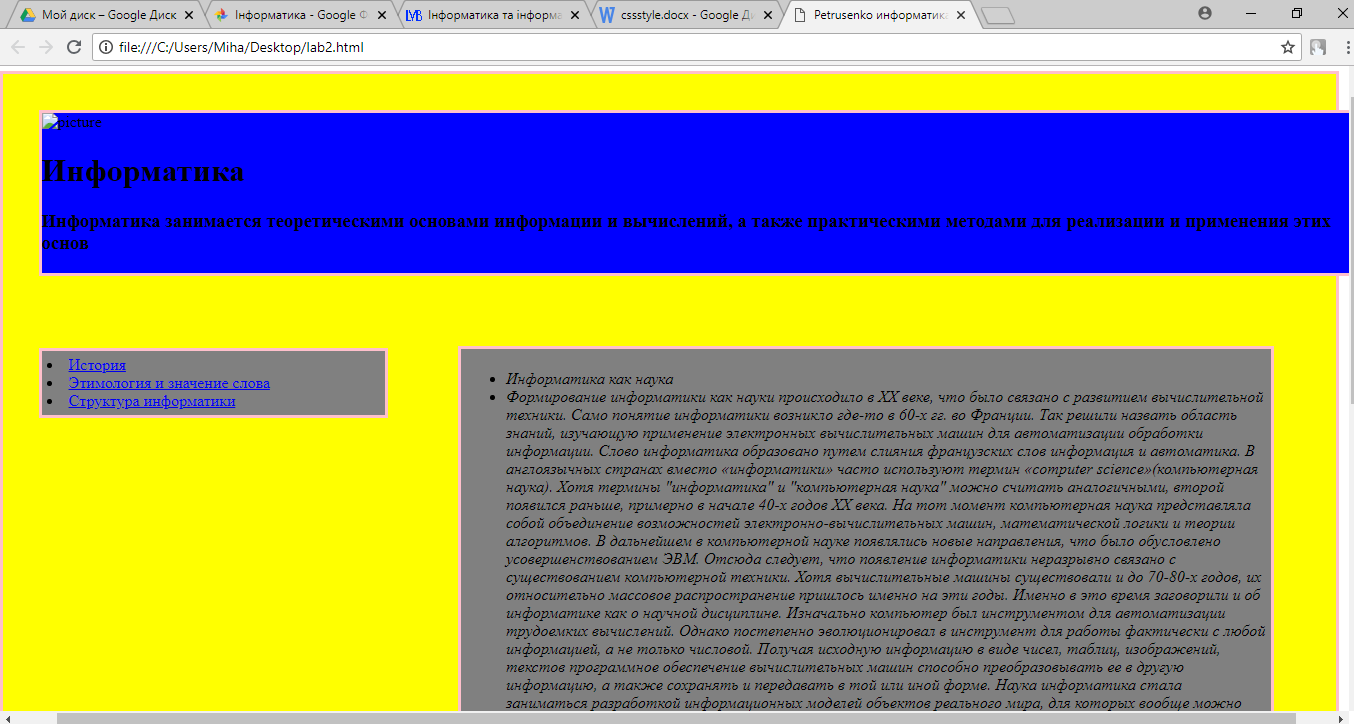 Мой диск – Google Диск
Інформатика - Google Ф
Інформатика та інформа
cssstyle.docx - Google Д
Petrusenko информатика
file:///C:/Users/Miha/Desktop/lab2.html
picture
Информатика
Информатика занимается теоретическими основами информации и вычислений, а также практическими методами для реализации и применения этих
основ
История
Этимология и значение слова
Структура информатики
Информатика как наука
Формирование информатики как науки происходило в XX веке, что было связано с развитием вычислительной
техники. Само понятие информатики возникло где-то в 60-х гг. во Франции. Так решили назвать область
знаний, изучающую применение электронных вычислительных машин для автоматизации обработки
информации. Слово информатика образовано путем слияния французских слов информация и автоматика. В
англоязычных странах вместо «информатики» часто используют термин «computer science»(компьютерная
наука). Хотя термины "информатика" и "компьютерная наука" можно считать аналогичными, второй
появился раньше, примерно в начале 40-х годов XX века. На тот момент компьютерная наука представляла
собой объединение возможностей электронно-вычислительных машин, математической логики и теории
алгоритмов. В дальнейшем в компьютерной науке появлялись новые направления, что было обусловлено
усовершенствованием ЭВМ. Отсюда следует, что появление информатики неразрывно связано с
существованием компьютерной техники. Хотя вычислительные машины существовали и до 70-80-х годов, их
относительно массовое распространение пришлось именно на эти годы. Именно в это время заговорили и об
информатике как о научной дисциплине. Изначально компьютер был инструментом для автоматизации
трудоемких вычислений. Однако постепенно эволюционировал в инструмент для работы фактически с любой
информацией, а не только числовой. Получая исходную информацию в виде чисел, таблиц, изображений,
текстов программное обеспечение вычислительных машин способно преобразовывать ее в другую
информацию, а также сохранять и передавать в той или иной форме. Наука информатика стала
заниматься разработкой информационных моделей объектов реального мира, для которых вообще можно